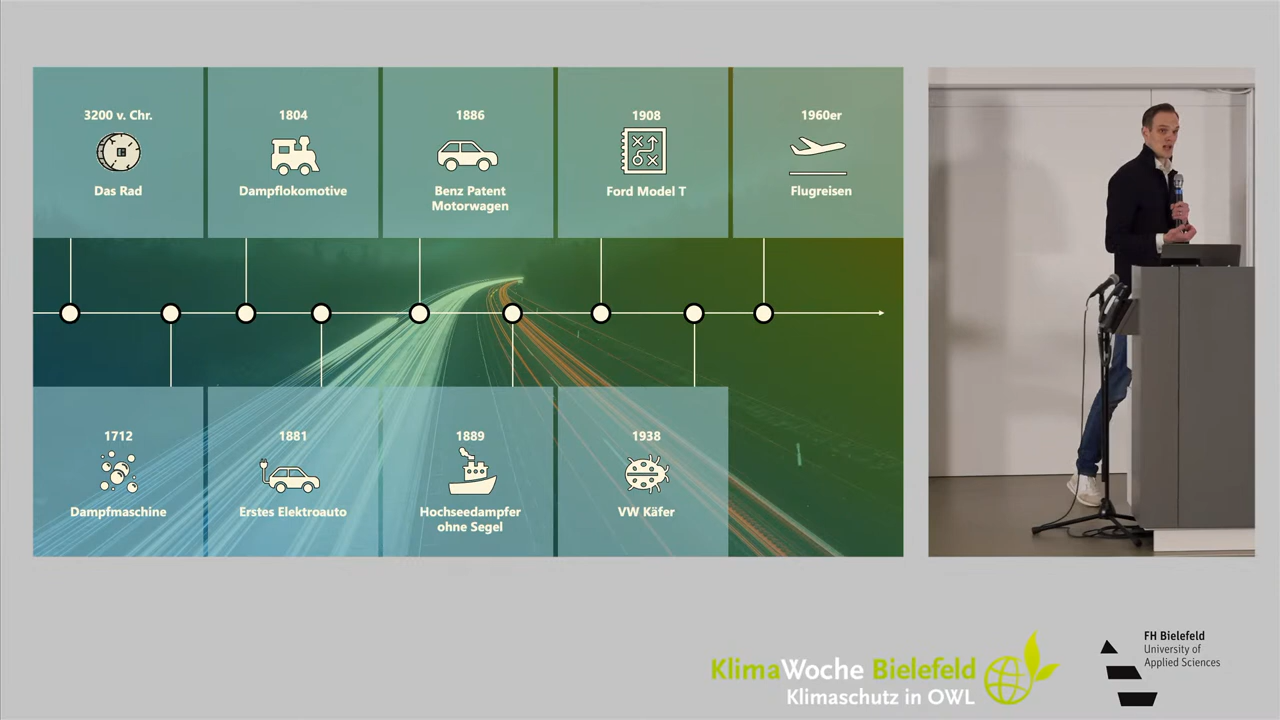 3200 v. Chr.
Das Rad
1804
Dampflokomotive
1886
Benz Patent
Motorwagen
1908
Ford Model T
1960er
Flugreisen
1712
Dampfmaschine
1881
Erstes Elektroauto
1889
Hochseedampfer
ohne Segel
1938
VW Käfer
KlimaWoche Bielefeld
Klimaschutz in OWL
FH Bielefeld
University of
Applied Sciences